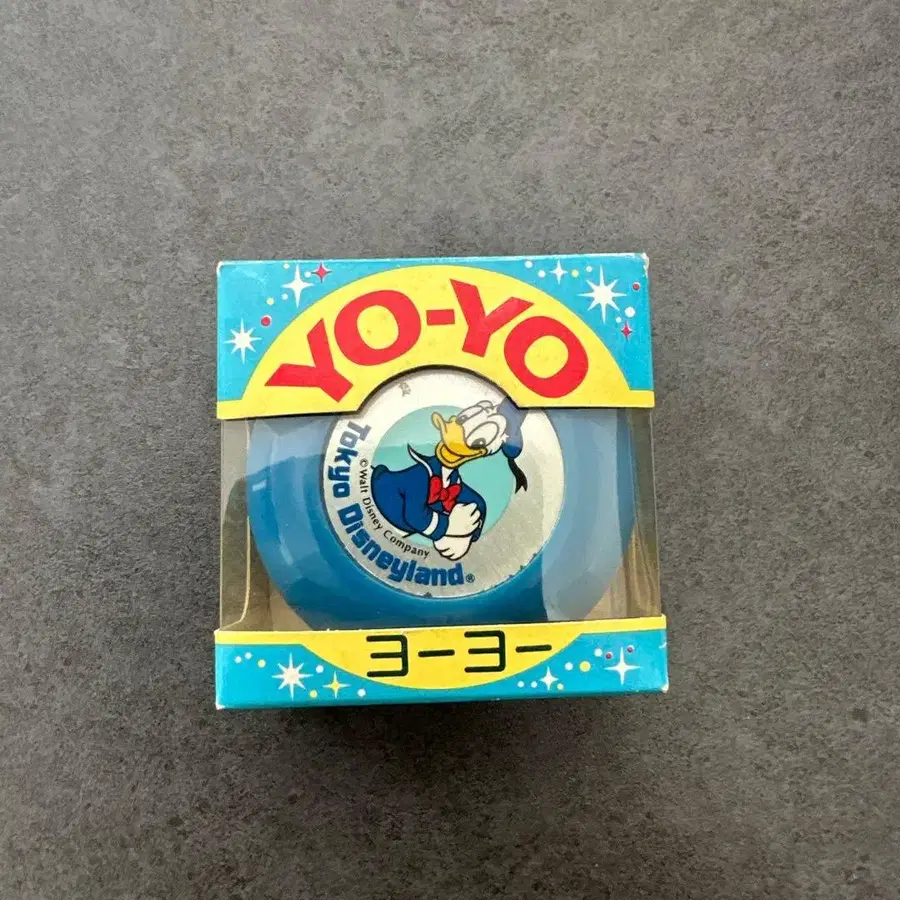 YO-YO
Tokyo Disneyland®
© Walt Disney Company
ヨーヨー